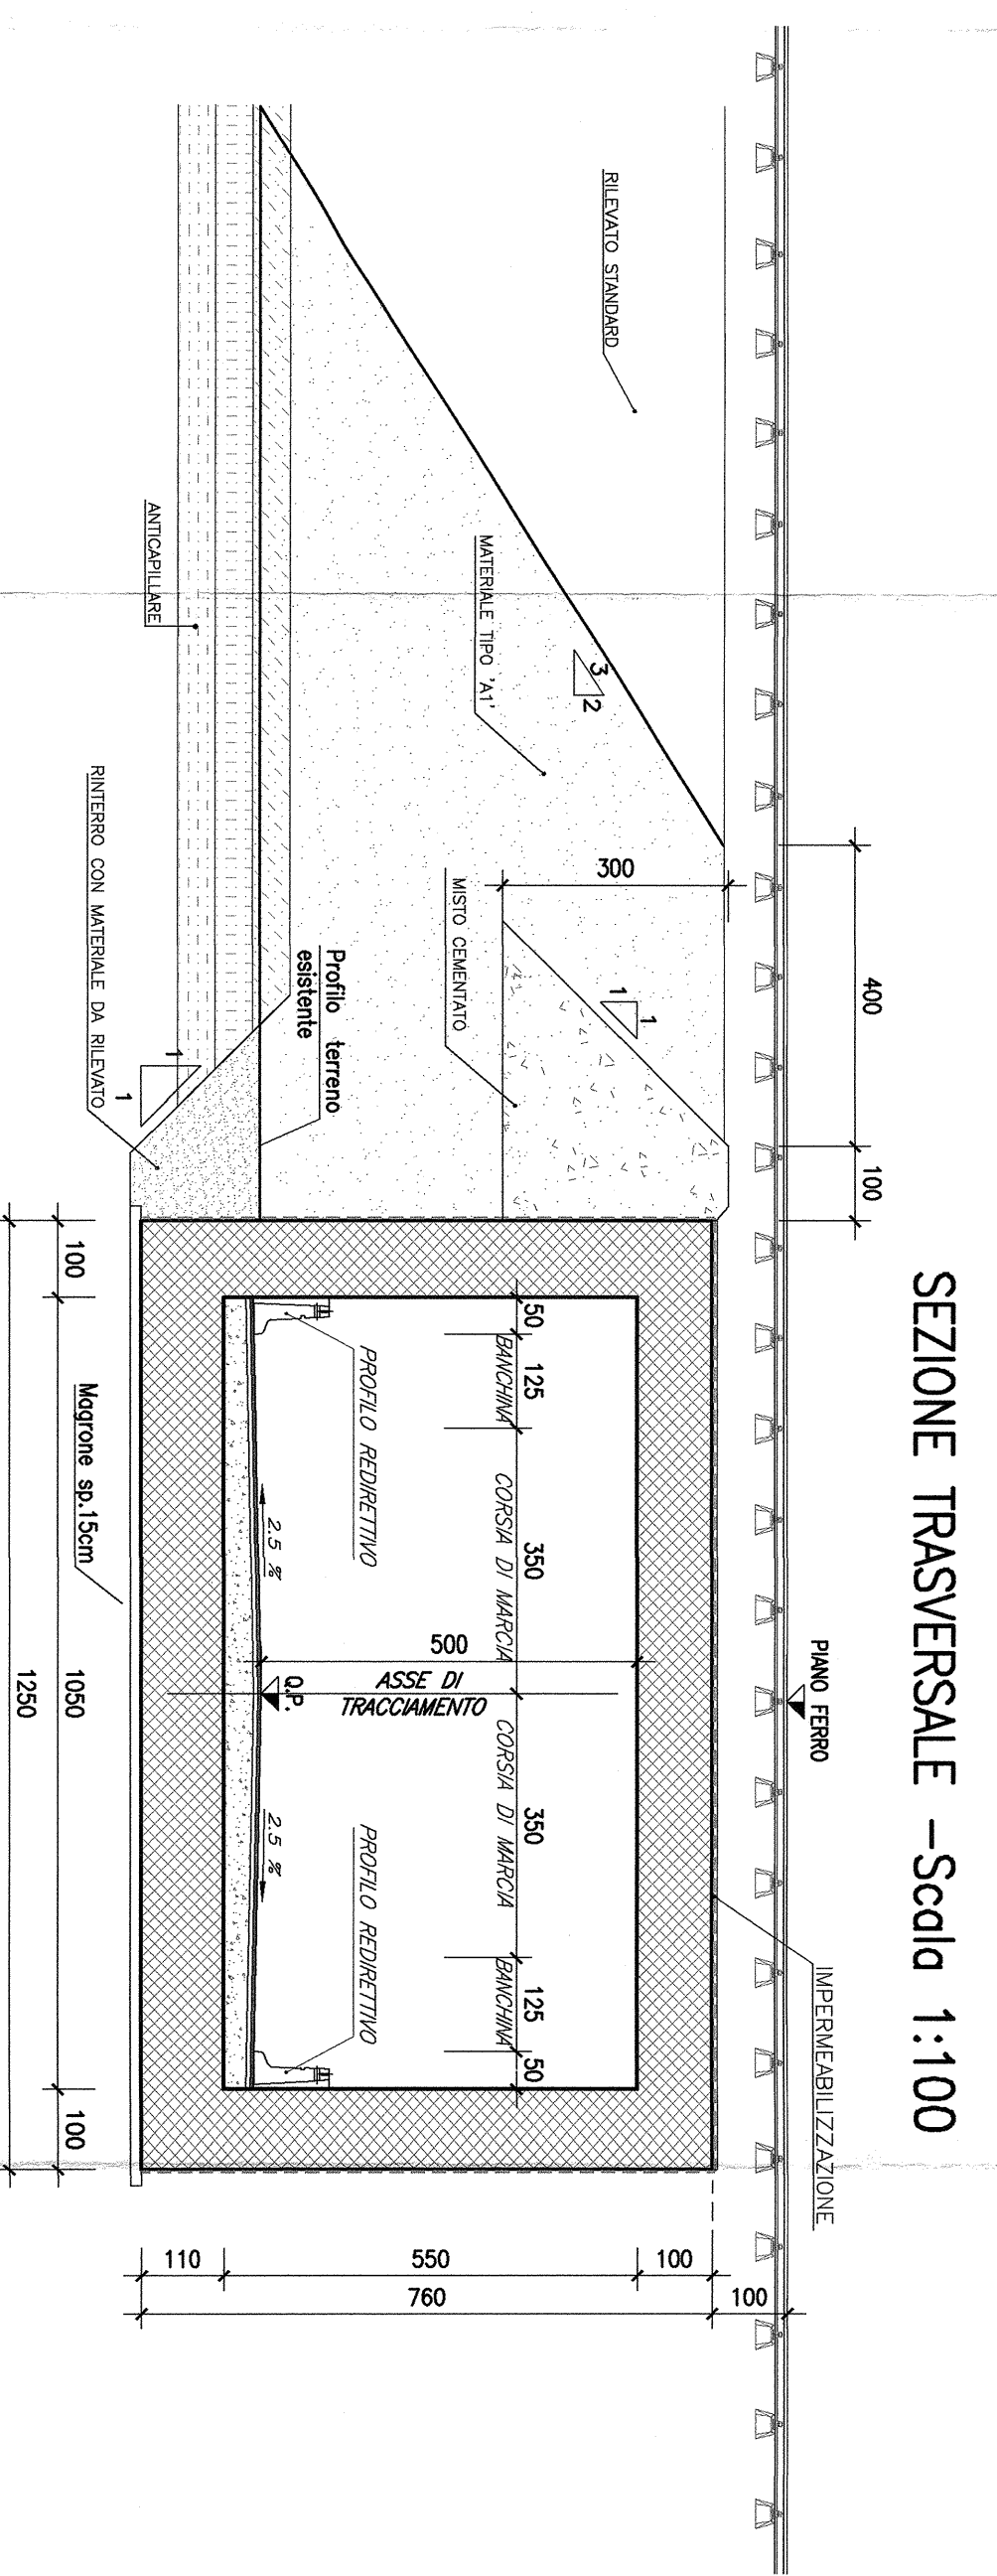 SEZIONE TRASVERSALE -Scala 1:100
PIANO FERRO
IMPERMEABILIZZAZIONE
RILEVATO STANDARD
400
100
300
3
2
MATERIALE TIPO 'A1'
1
1
MISTO CEMENTATO
50
125
350
350
125
50
BANCHINA
CORSIA DI MARCIA
CORSIA DI MARCIA
BANCHINA
500
ASSE DI
TRACCIAMENTO
PROFILO REDIRETTIVO
PROFILO REDIRETTIVO
Q.P.
2.5 %
2.5 %
Profilo terreno
esistente
ANTICAPILLARE
1
1
RINTERRO CON MATERIALE DA RILEVATO
Magrone sp.15cm
100
1050
100
1250
100
550
110
100
760